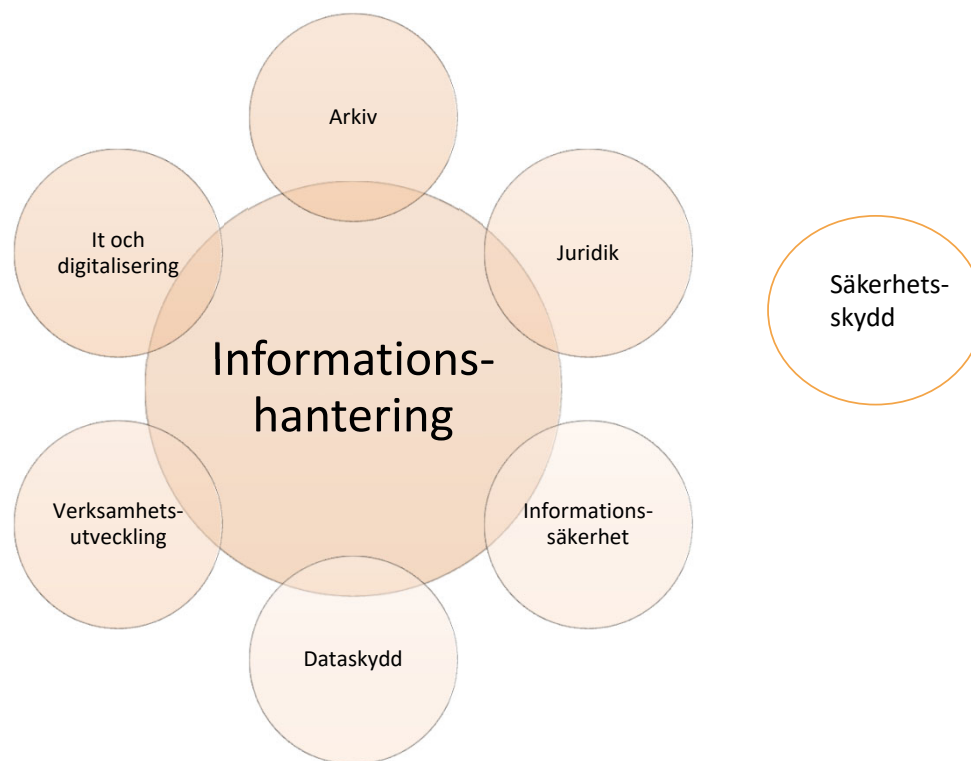 Arkiv
It och
digitalisering
Juridik
Säkerhets-
skydd
Informations-
hantering
Verksamhets-
utveckling
Informations-
säkerhet
Dataskydd